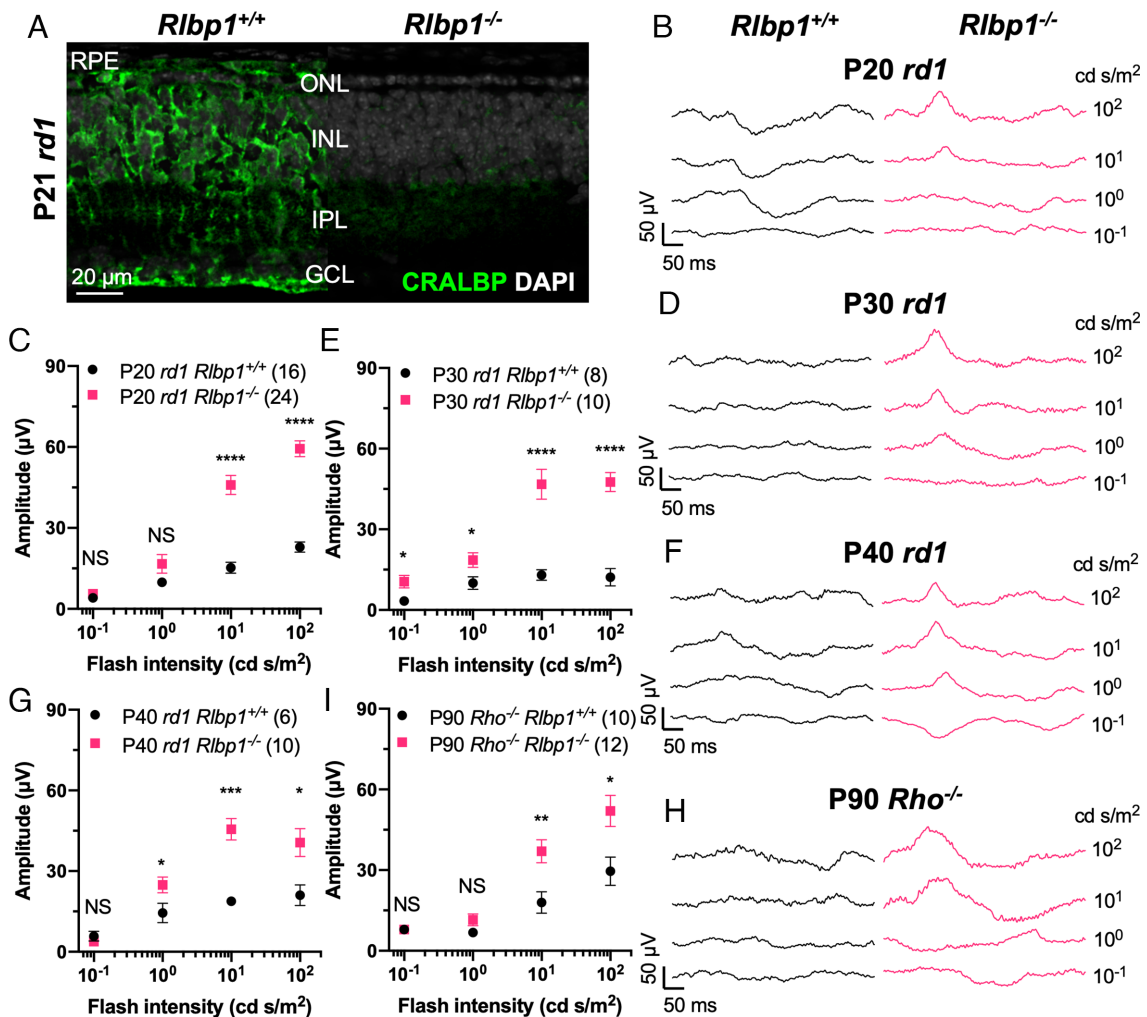 A
Rlbp1+/+
Rlbp1-/-
P21 rd1
RPE
ONL
INL
IPL
GCL
20 µm
CRALBP DAPI
B
Rlbp1+/+
Rlbp1-/-
P20 rd1
cd s/m²
10²
10¹
10⁰
10⁻¹
50 µV
50 ms
C
P20 rd1 Rlbp1+/+ (16)
P20 rd1 Rlbp1-/- (24)
90
60
30
0
Amplitude (µV)
NS
NS
****
****
10⁻¹ 10⁰ 10¹ 10²
Flash intensity (cd s/m²)
E
P30 rd1 Rlbp1+/+ (8)
P30 rd1 Rlbp1-/- (10)
90
60
30
0
Amplitude (µV)
*
*
****
****
10⁻¹ 10⁰ 10¹ 10²
Flash intensity (cd s/m²)
D
P30 rd1
cd s/m²
10²
10¹
10⁰
10⁻¹
50 µV
50 ms
F
P40 rd1
cd s/m²
10²
10¹
10⁰
10⁻¹
50 µV
50 ms
G
P40 rd1 Rlbp1+/+ (6)
P40 rd1 Rlbp1-/- (10)
90
60
30
0
Amplitude (µV)
NS
*
***
*
10⁻¹ 10⁰ 10¹ 10²
Flash intensity (cd s/m²)
I
P90 Rho-/- Rlbp1+/+ (10)
P90 Rho-/- Rlbp1-/- (12)
90
60
30
0
Amplitude (µV)
NS
NS
**
*
10⁻¹ 10⁰ 10¹ 10²
Flash intensity (cd s/m²)
H
P90 Rho-/-
cd s/m²
10²
10¹
10⁰
10⁻¹
50 µV
50 ms